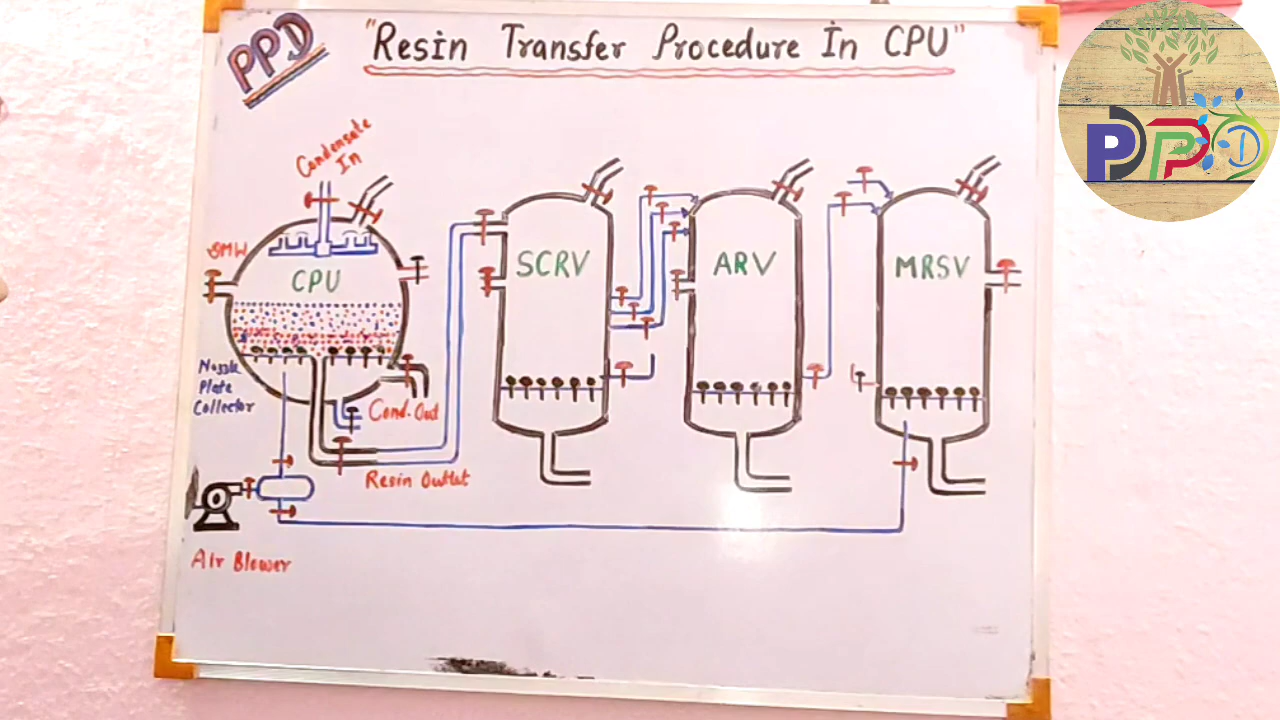 PPD
"Resin Transfer Procedure In CPU"
PPD
Condensate
In
DMW
CPU
SCRV
ARV
MRSV
Nozzle
Plate
Collector
Cond. Out
Resin Outlet
Air Blower